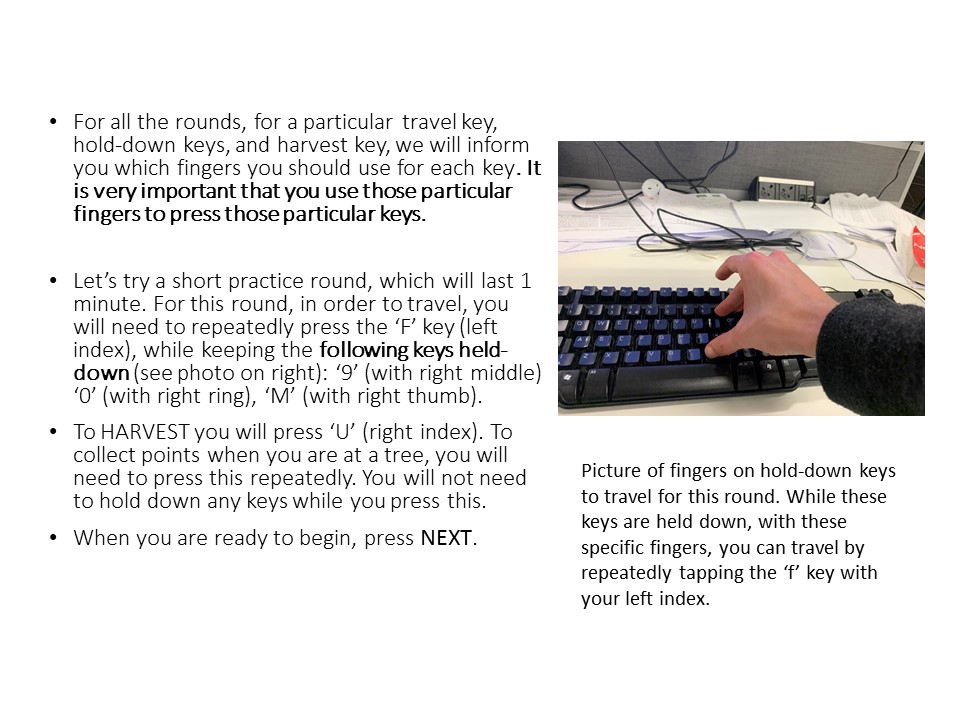 • For all the rounds, for a particular travel key,
hold-down keys, and harvest key, we will inform
you which fingers you should use for each key. It
is very important that you use those particular
fingers to press those particular keys.
• Let’s try a short practice round, which will last 1
minute. For this round, in order to travel, you
will need to repeatedly press the ‘F’ key (left
index), while keeping the following keys held-
down (see photo on right): ‘9’ (with right middle)
‘0’ (with right ring), ‘M’ (with right thumb).
• To HARVEST you will press ‘U’ (right index). To
collect points when you are at a tree, you will
need to press this repeatedly. You will not need
to hold down any keys while you press this.
• When you are ready to begin, press NEXT.
Picture of fingers on hold-down keys
to travel for this round. While these
keys are held down, with these
specific fingers, you can travel by
repeatedly tapping the ‘f’ key with
your left index.